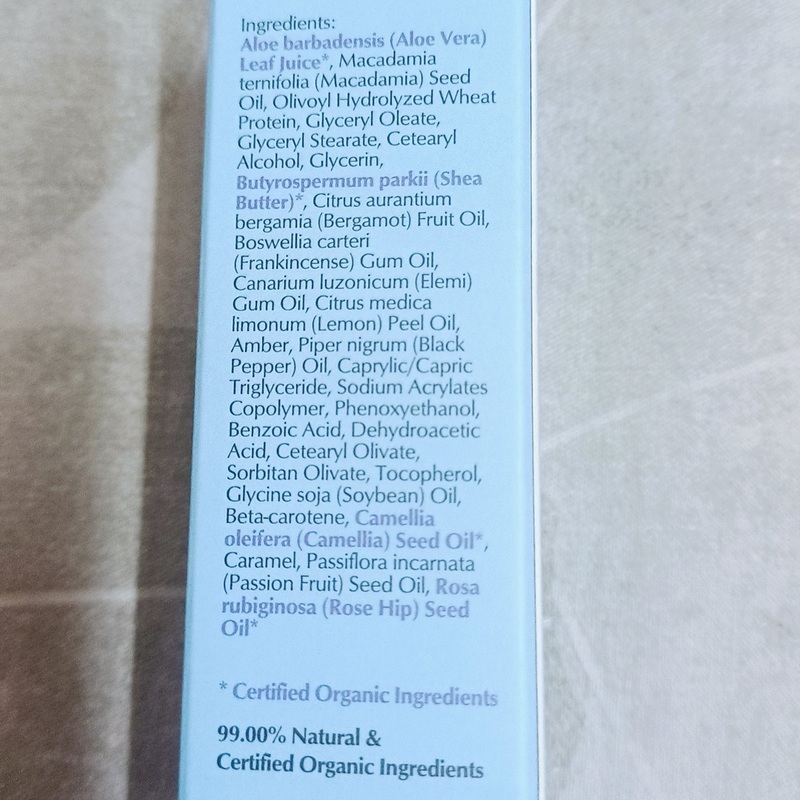 Ingredients:
Aloe barbadensis (Aloe Vera)
Leaf Juice*, Macadamia
ternifolia (Macadamia) Seed
Oil, Olivoyl Hydrolyzed Wheat
Protein, Glyceryl Oleate,
Glyceryl Stearate, Cetearyl
Alcohol, Glycerin,
Butyrospermum parkii (Shea
Butter)*, Citrus aurantium
bergamia (Bergamot) Fruit Oil,
Boswellia carteri
(Frankincense) Gum Oil,
Canarium luzonicum (Elemi)
Gum Oil, Citrus medica
limonum (Lemon) Peel Oil,
Amber, Piper nigrum (Black
Pepper) Oil, Caprylic/Capric
Triglyceride, Sodium Acrylates
Copolymer, Phenoxyethanol,
Benzoic Acid, Dehydroacetic
Acid, Cetearyl Olivate,
Sorbitan Olivate, Tocopherol,
Glycine soja (Soybean) Oil,
Beta-carotene, Camellia
oleifera (Camellia) Seed Oil*,
Caramel, Passiflora incarnata
(Passion Fruit) Seed Oil, Rosa
rubiginosa (Rose Hip) Seed
Oil*
* Certified Organic Ingredients
99.00% Natural &
Certified Organic Ingredients